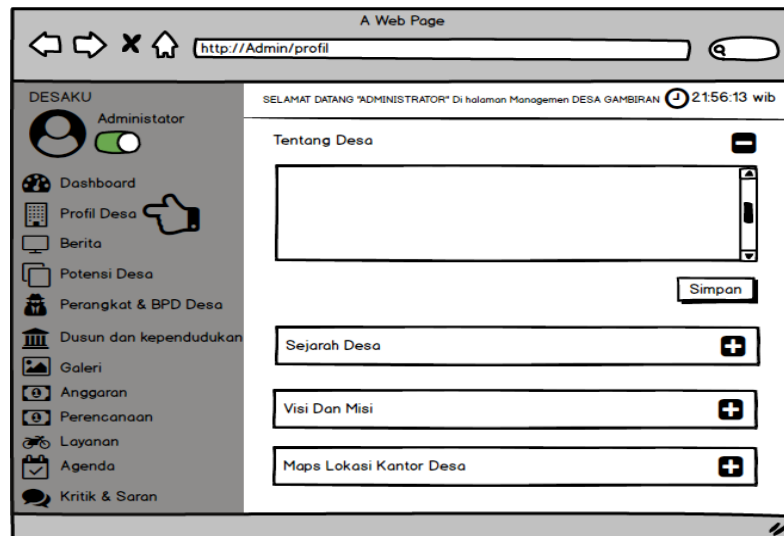 A Web Page
http://Admin/profil
DESAKU
Administator
SELAMAT DATANG "ADMINISTRATOR" Di halaman Managemen DESA GAMBIRAN 21:56:13 wib
Dashboard
Profil Desa
Berita
Potensi Desa
Perangkat & BPD Desa
Dusun dan kependudukan
Galeri
Anggaran
Perencanaan
Layanan
Agenda
Kritik & Saran
Tentang Desa
Simpan
Sejarah Desa
Visi Dan Misi
Maps Lokasi Kantor Desa